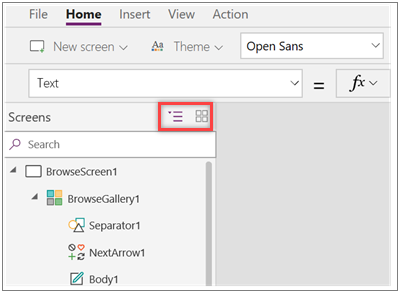 File Home Insert View Action
New screen Aa Theme Open Sans
Text = fx
Screens
Search
BrowseScreen1
BrowseGallery1
Separator1
NextArrow1
Body1